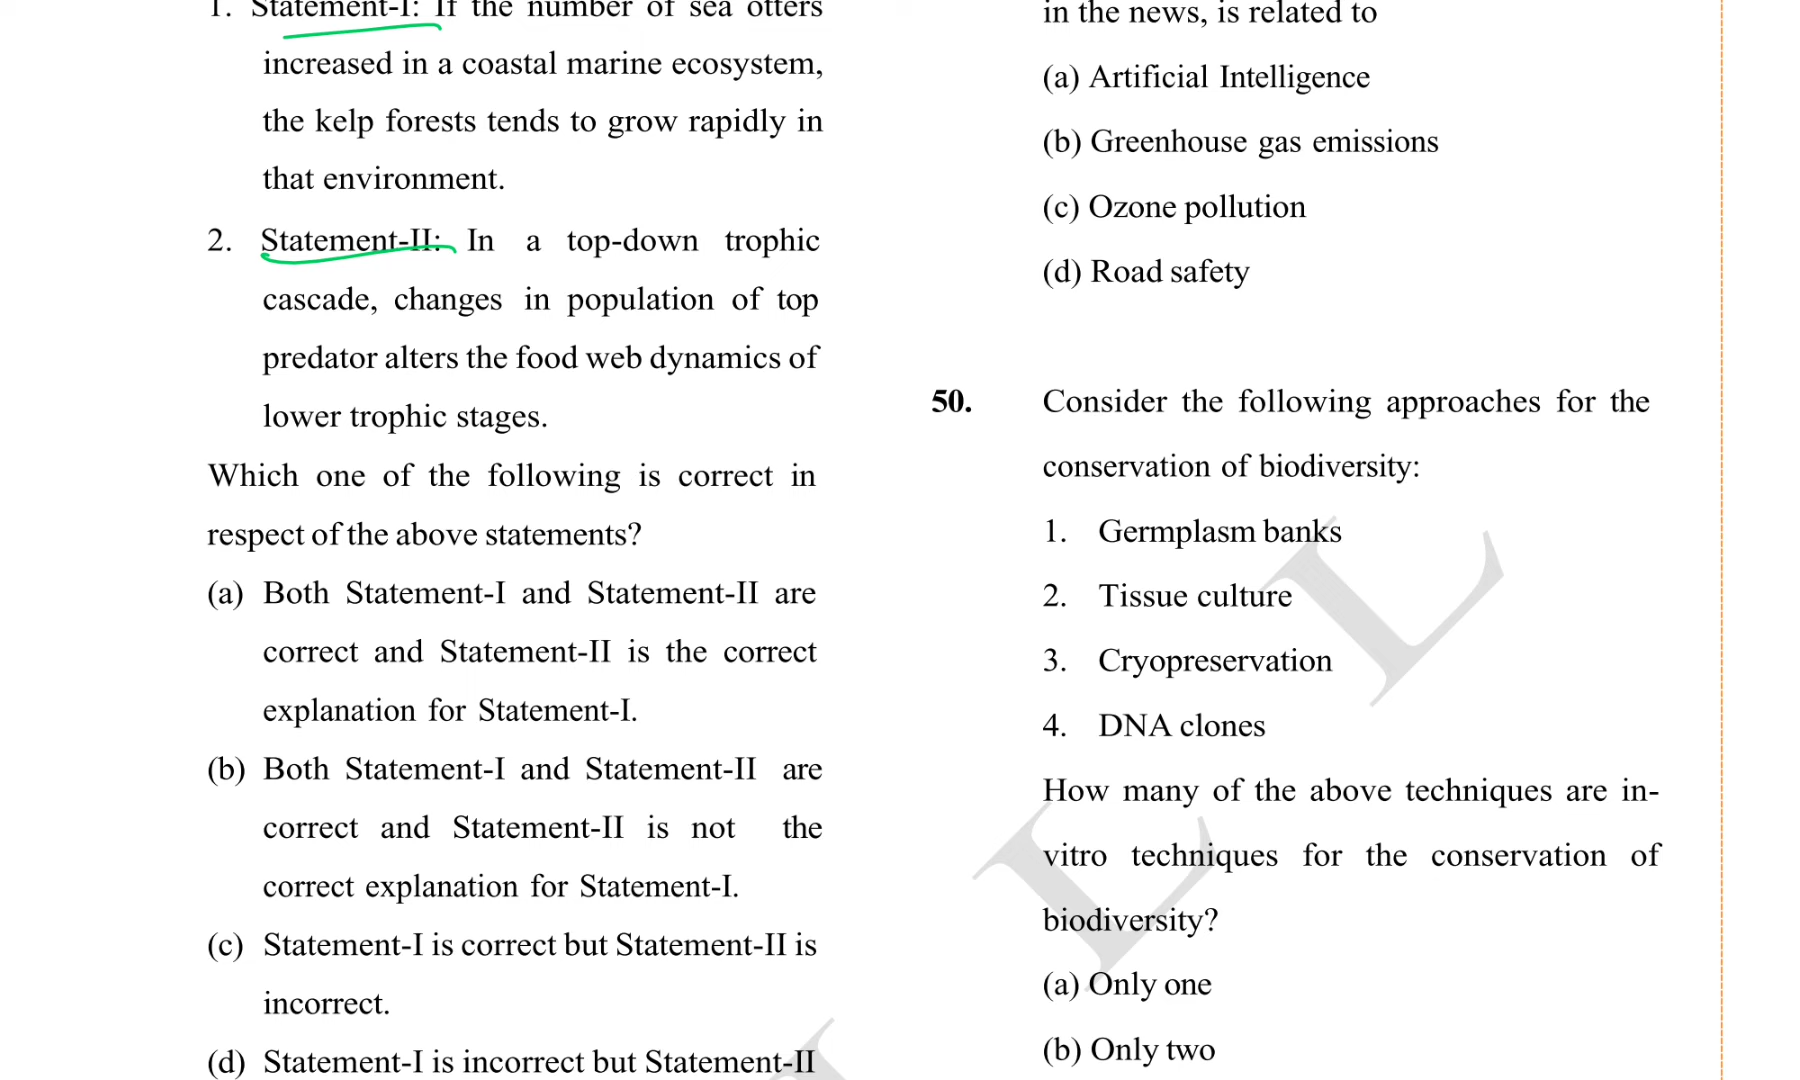 1. Statement-I: If the number of sea otters
increased in a coastal marine ecosystem,
the kelp forests tends to grow rapidly in
that environment.
2. Statement-II: In a top-down trophic
cascade, changes in population of top
predator alters the food web dynamics of
lower trophic stages.
Which one of the following is correct in
respect of the above statements?
(a) Both Statement-I and Statement-II are
correct and Statement-II is the correct
explanation for Statement-I.
(b) Both Statement-I and Statement-II are
correct and Statement-II is not the
correct explanation for Statement-I.
(c) Statement-I is correct but Statement-II is
incorrect.
(d) Statement-I is incorrect but Statement-II
in the news, is related to
(a) Artificial Intelligence
(b) Greenhouse gas emissions
(c) Ozone pollution
(d) Road safety
50. Consider the following approaches for the
conservation of biodiversity:
1. Germplasm banks
2. Tissue culture
3. Cryopreservation
4. DNA clones
How many of the above techniques are in-
vitro techniques for the conservation of
biodiversity?
(a) Only one
(b) Only two